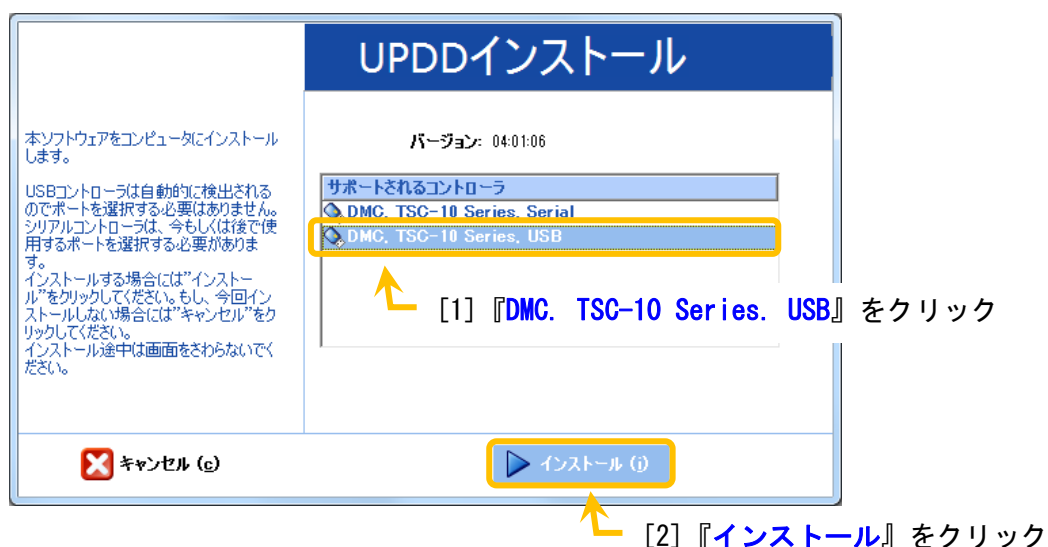 UPDDインストール
本ソフトウェアをコンピュータにインストール
します。
USBコントローラは自動的に検出される
のでポートを選択する必要はありません。
シリアルコントローラは、今もしくは後で使
用するポートを選択する必要がありま
す。
インストールする場合には”インストー
ル”をクリックしてください。もし、今回イン
ストールしない場合には”キャンセル”をク
リックしてください。
インストール途中は画面をさわらないでく
ださい。
バージョン: 04:01:06
サポートされるコントローラ
DMC, TSC-10 Series, Serial
DMC, TSC-10 Series, USB
[1]『DMC. TSC-10 Series. USB』をクリック
キャンセル (c)
インストール (i)
[2]『インストール』をクリック